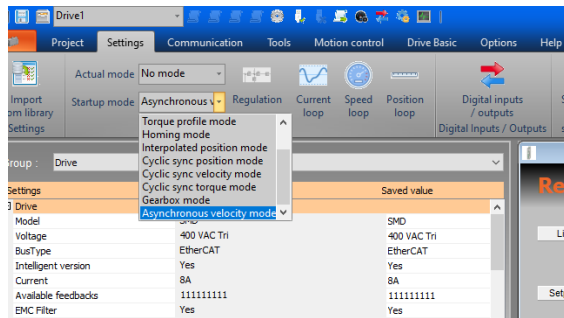 Drive1
Project Settings Communication Tools Motion control Drive Basic Options Help
Actual mode No mode
Import
Startup mode Asynchronous Regulation Current Speed Position Digital inputs
library loop loop loop / outputs
Settings Digital Inputs / Outputs
Torque profile mode
Homing mode
Interpolated position mode
Cyclic sync position mode
Cyclic sync velocity mode
Cyclic sync torque mode
Gearbox mode
Asynchronous velocity mode
Group : Drive
Settings Saved value
Drive
Model SMD SMD
Voltage 400 VAC Tri 400 VAC Tri
BusType EtherCAT EtherCAT
Intelligent version Yes Yes
Current 8A 8A
Available feedbacks 111111111 111111111
EMC Filter Yes Yes